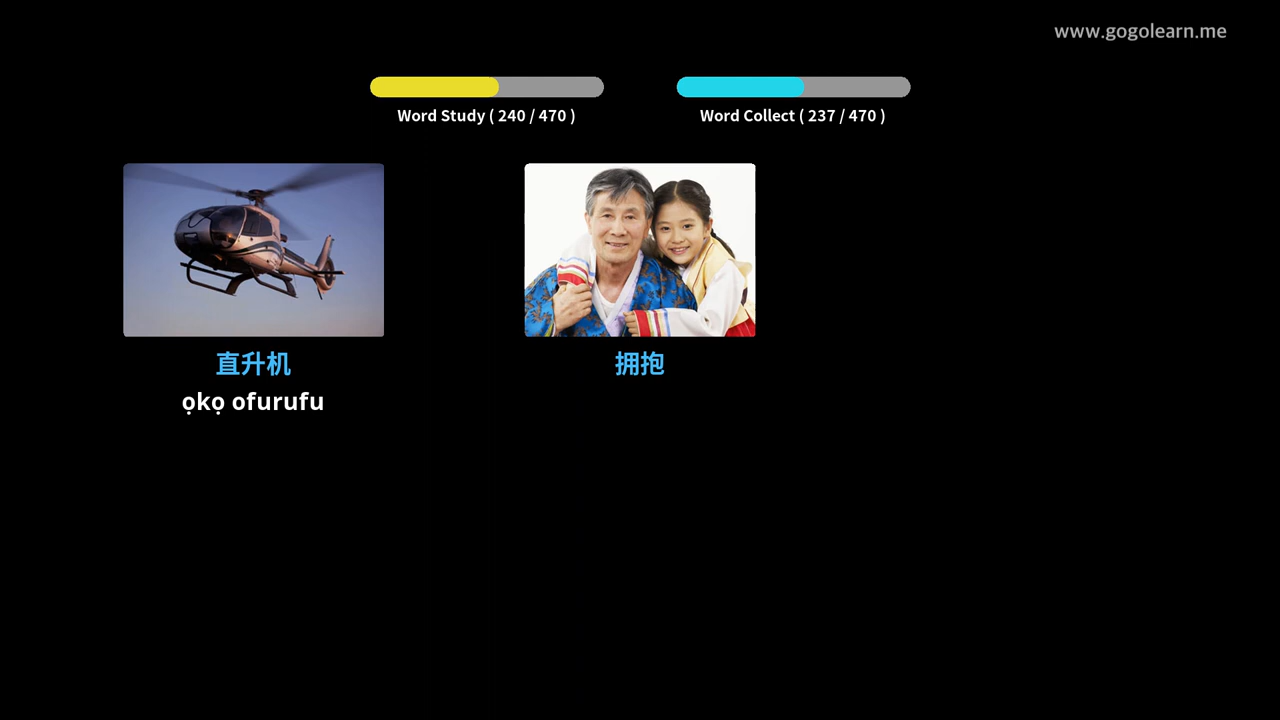 www.gogolearn.me
Word Study ( 240 / 470 )
Word Collect ( 237 / 470 )
直升机
拥抱
ọkọ ofurufu